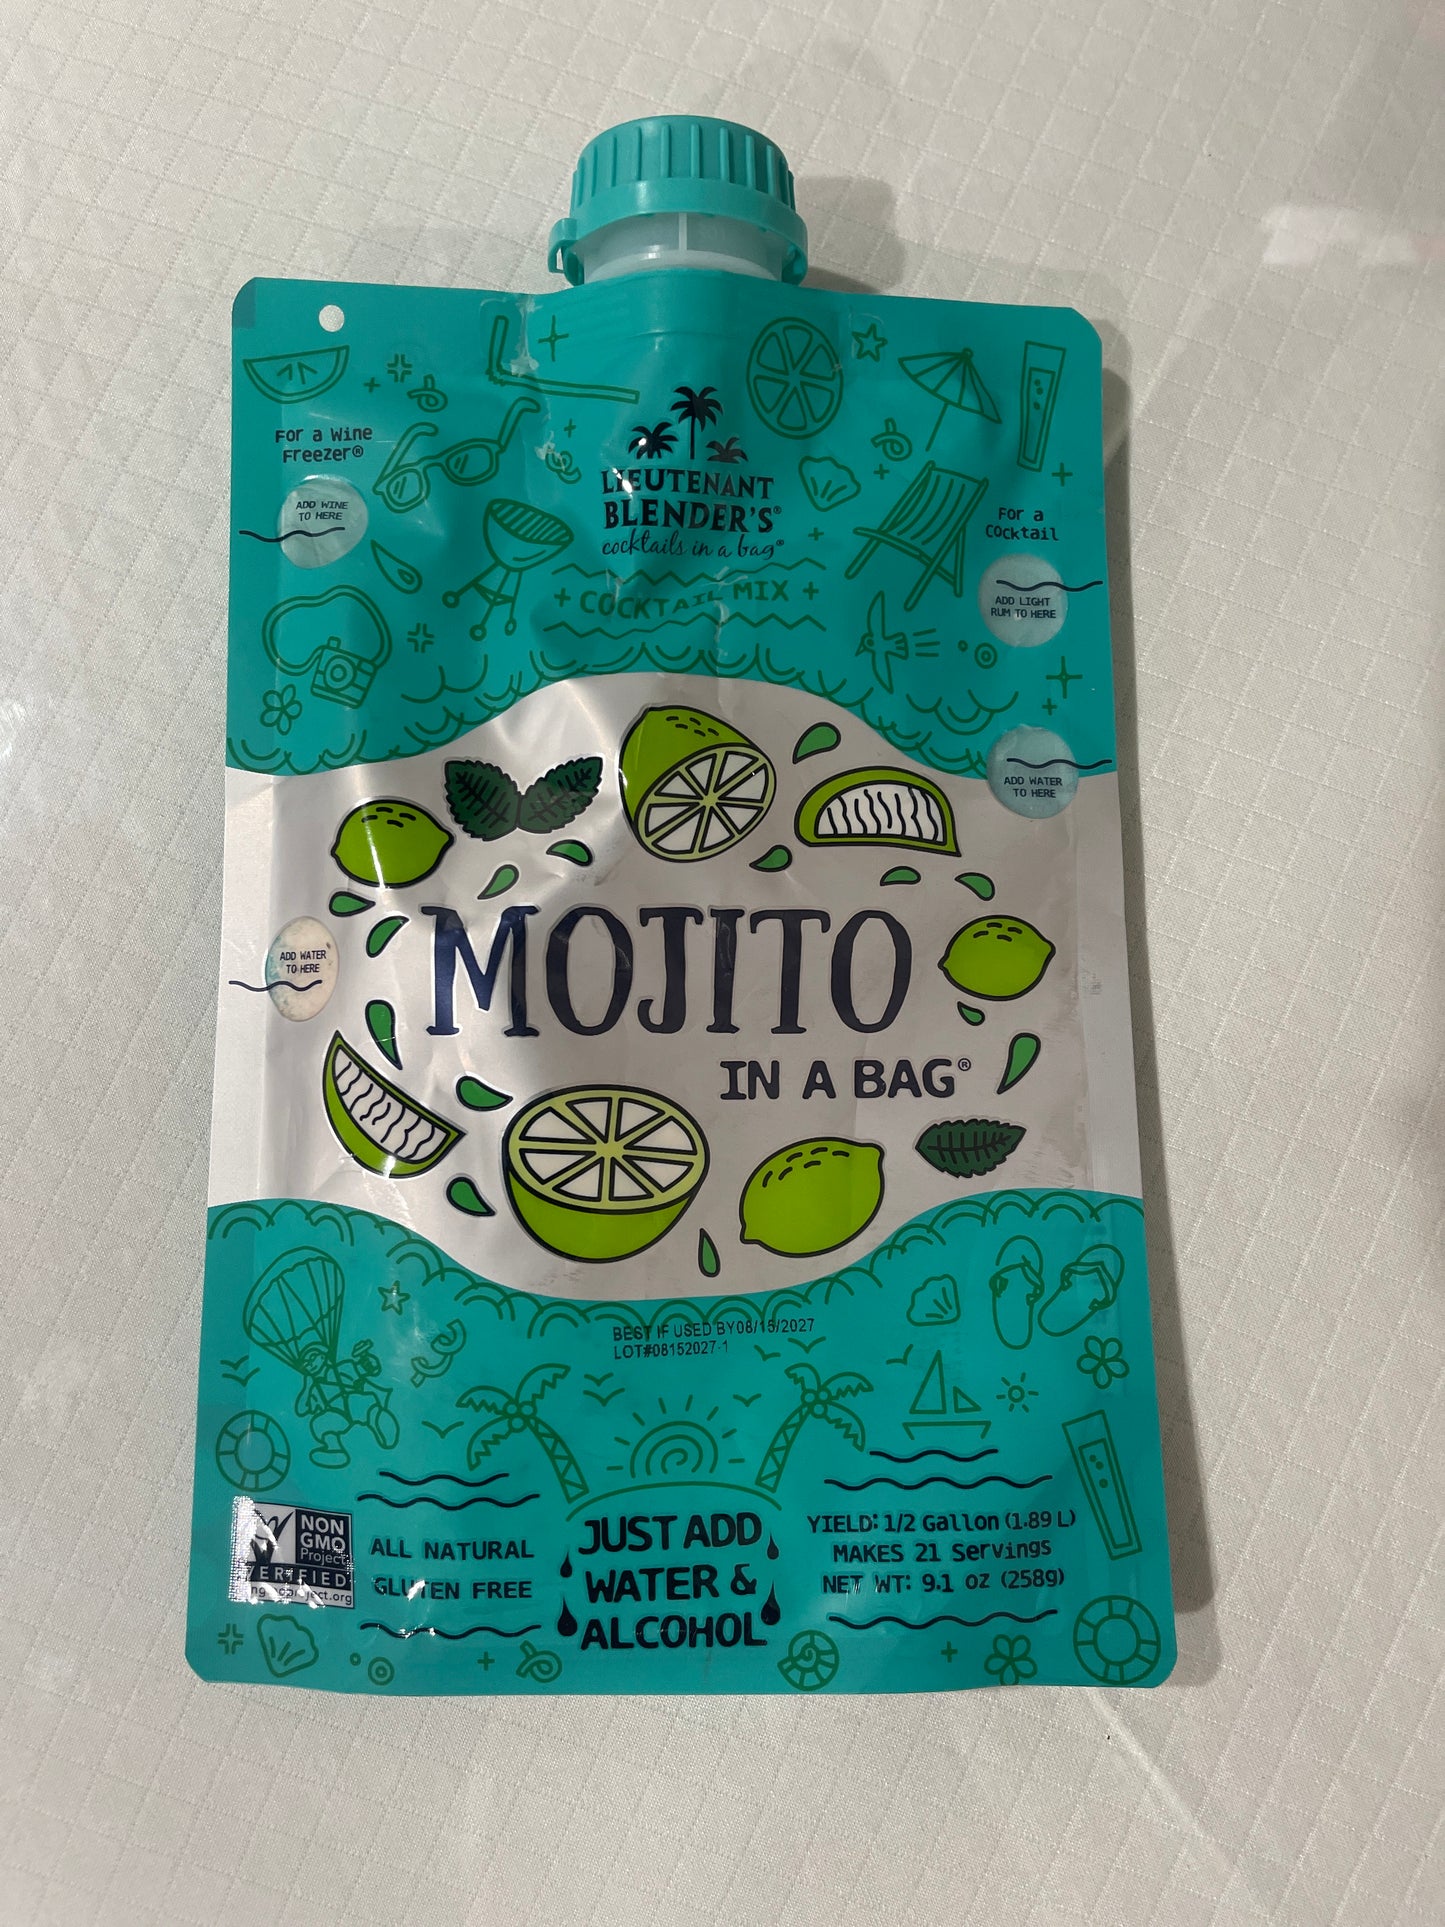 For a Wine
Freezer®
ADD WINE
TO HERE
LIEUTENANT
BLENDER'S®
cocktails in a bag®
+ COCKTAIL MIX +
For a
Cocktail
ADD LIGHT
RUM TO HERE
ADD WATER
TO HERE
ADD WATER
TO HERE
MOJITO
IN A BAG®
BEST IF USED BY08/15/2027
LOT#08152027-1
NON
GMO
Project
VERIFIED
ALL NATURAL
GLUTEN FREE
JUST ADD
WATER &
ALCOHOL
YIELD: 1/2 Gallon (1.89 L)
MAKES 21 Servings
NET WT: 9.1 oz (258g)